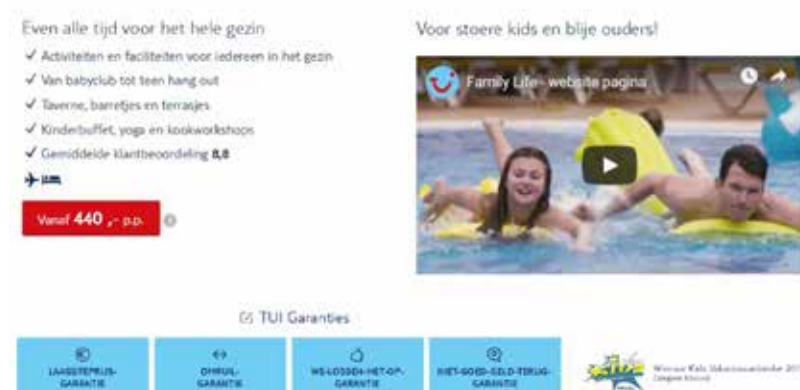 Even alle tijd voor het hele gezin
✓ Activiteiten en faciliteiten voor iedereen in het gezin
✓ Van babyclub tot teen hang out
✓ Taverne, barretjes en terrasjes
✓ Kinderbuffet, yoga en kookworkshops
✓ Gemiddelde klantbeoordeling 8,8
Vanaf 440 ,- p.p.
Voor stoere kids en blije ouders!
Family Life - website pagina
TUI Garanties
LAAGSTEPRIJS-
GARANTIE
OMRUIL-
GARANTIE
WE-LOSSEN-HET-OP-
GARANTIE
NIET-GOED-GELD-TERUG-
GARANTIE
Winnaar Kids Vakantieaanbieder